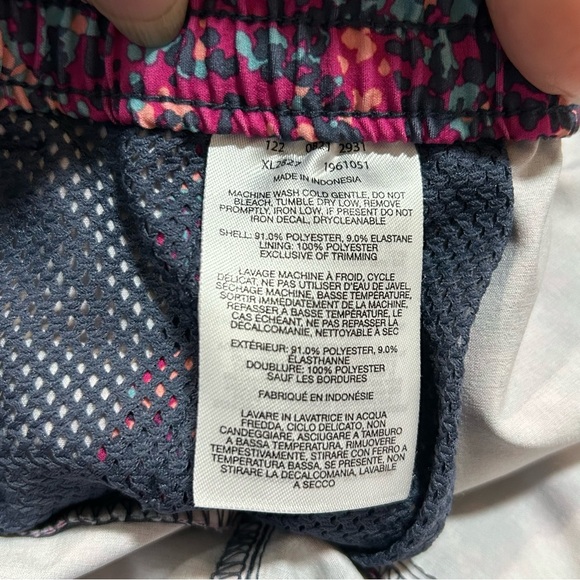 122 0821 2931
XL2827 1961051
MADE IN INDONESIA
MACHINE WASH COLD GENTLE, DO NOT
BLEACH, TUMBLE DRY LOW, REMOVE
PROMPTLY, IRON LOW, IF PRESENT DO NOT
IRON DECAL, DRYCLEANABLE
SHELL: 91.0% POLYESTER, 9.0% ELASTANE
LINING: 100% POLYESTER
EXCLUSIVE OF TRIMMING
LAVAGE MACHINE À FROID, CYCLE
DÉLICAT, NE PAS UTILISER D'EAU DE JAVEL,
SÉCHAGE MACHINE, BASSE TEMPÉRATURE,
SORTIR IMMÉDIATEMENT DE LA MACHINE,
REPASSER À BASSE TEMPÉRATURE, LE
CAS ÉCHÉANT, NE PAS REPASSER LA
DÉCALCOMANIE, NETTOYABLE À SEC
EXTÉRIEUR: 91.0% POLYESTER, 9.0%
ÉLASTHANNE
DOUBLURE: 100% POLYESTER
SAUF LES BORDURES
FABRIQUÉ EN INDONÉSIE
LAVARE IN LAVATRICE IN ACQUA
FREDDA, CICLO DELICATO, NON
CANDEGGIARE, ASCIUGARE A TAMBURO
A BASSA TEMPERATURA, RIMUOVERE
TEMPESTIVAMENTE, STIRARE CON FERRO A
TEMPERATURA BASSA, SE PRESENTE, NON
STIRARE LA DECALCOMANIA, LAVABILE
A SECCO